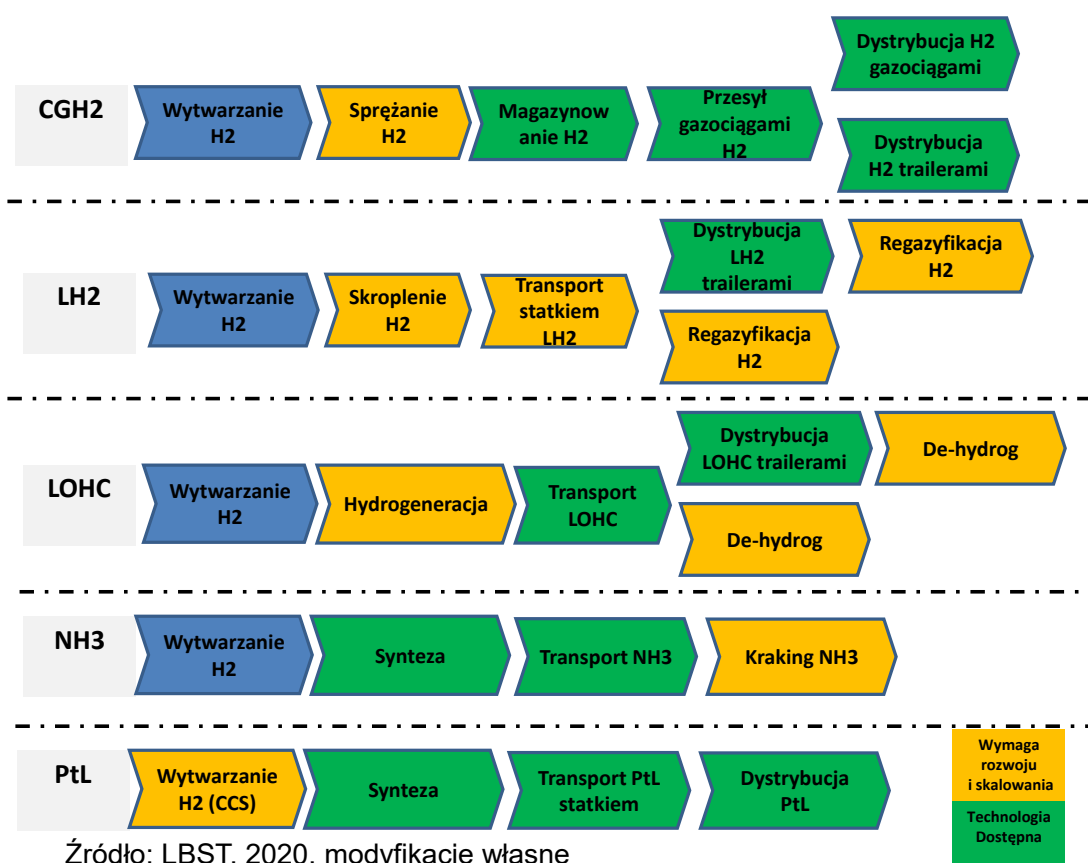 CGH2
Wytwarzanie
H2
Sprężanie
H2
Magazynow
anie H2
Przesył
gazociągami
H2
Dystrybucja H2
gazociągami
Dystrybucja
H2 trailerami
LH2
Wytwarzanie
H2
Skroplenie
H2
Transport
statkiem
LH2
Dystrybucja
LH2
trailerami
Regazyfikacja
H2
Regazyfikacja
H2
LOHC
Wytwarzanie
H2
Hydrogeneracja
Transport
LOHC
Dystrybucja
LOHC trailerami
De-hydrog
De-hydrog
NH3
Wytwarzanie
H2
Synteza
Transport NH3
Kraking NH3
PtL
Wytwarzanie
H2 (CCS)
Synteza
Transport PtL
statkiem
Dystrybucja
PtL
Wymaga
rozwoju
i skalowania
Technologia
Dostępna
Źródło: LBST, 2020, modyfikacje własne